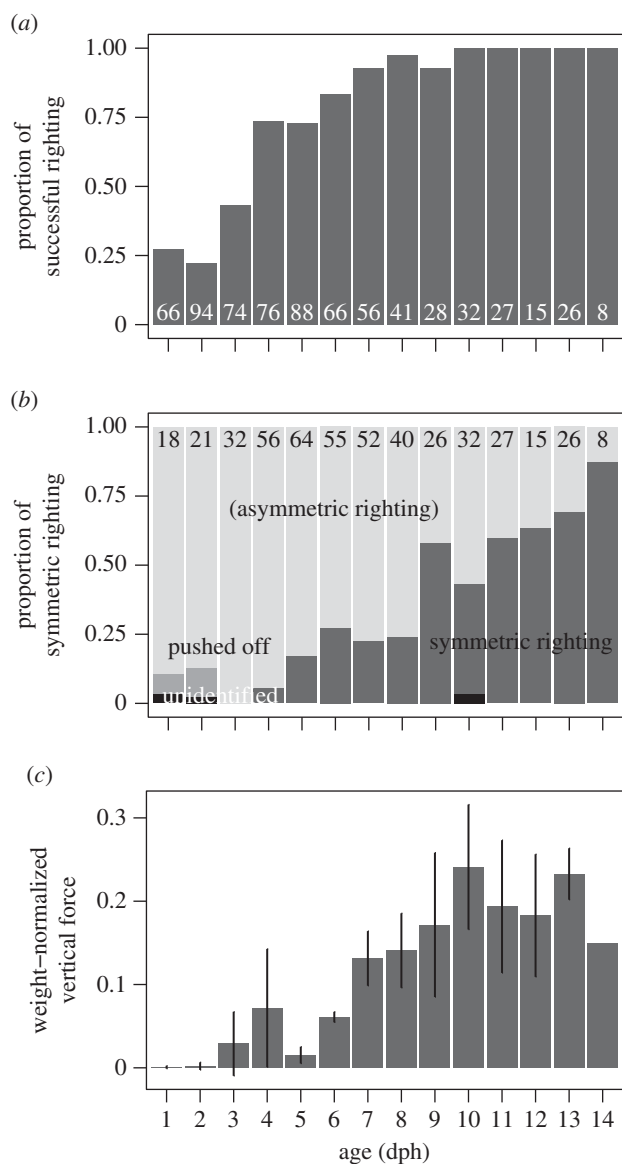 (a)
1.00
0.75
0.50
0.25
0
proportion of
successful righting
66 94 74 76 88 66 56 41 28 32 27 15 26 8
(b)
1.00
0.75
0.50
0.25
0
proportion of
symmetric righting
18 21 32 56 64 55 52 40 26 32 27 15 26 8
(asymmetric righting)
pushed off
symmetric righting
unidentified
(c)
0.3
0.2
0.1
0
weight–normalized
vertical force
1 2 3 4 5 6 7 8 9 10 11 12 13 14
age (dph)